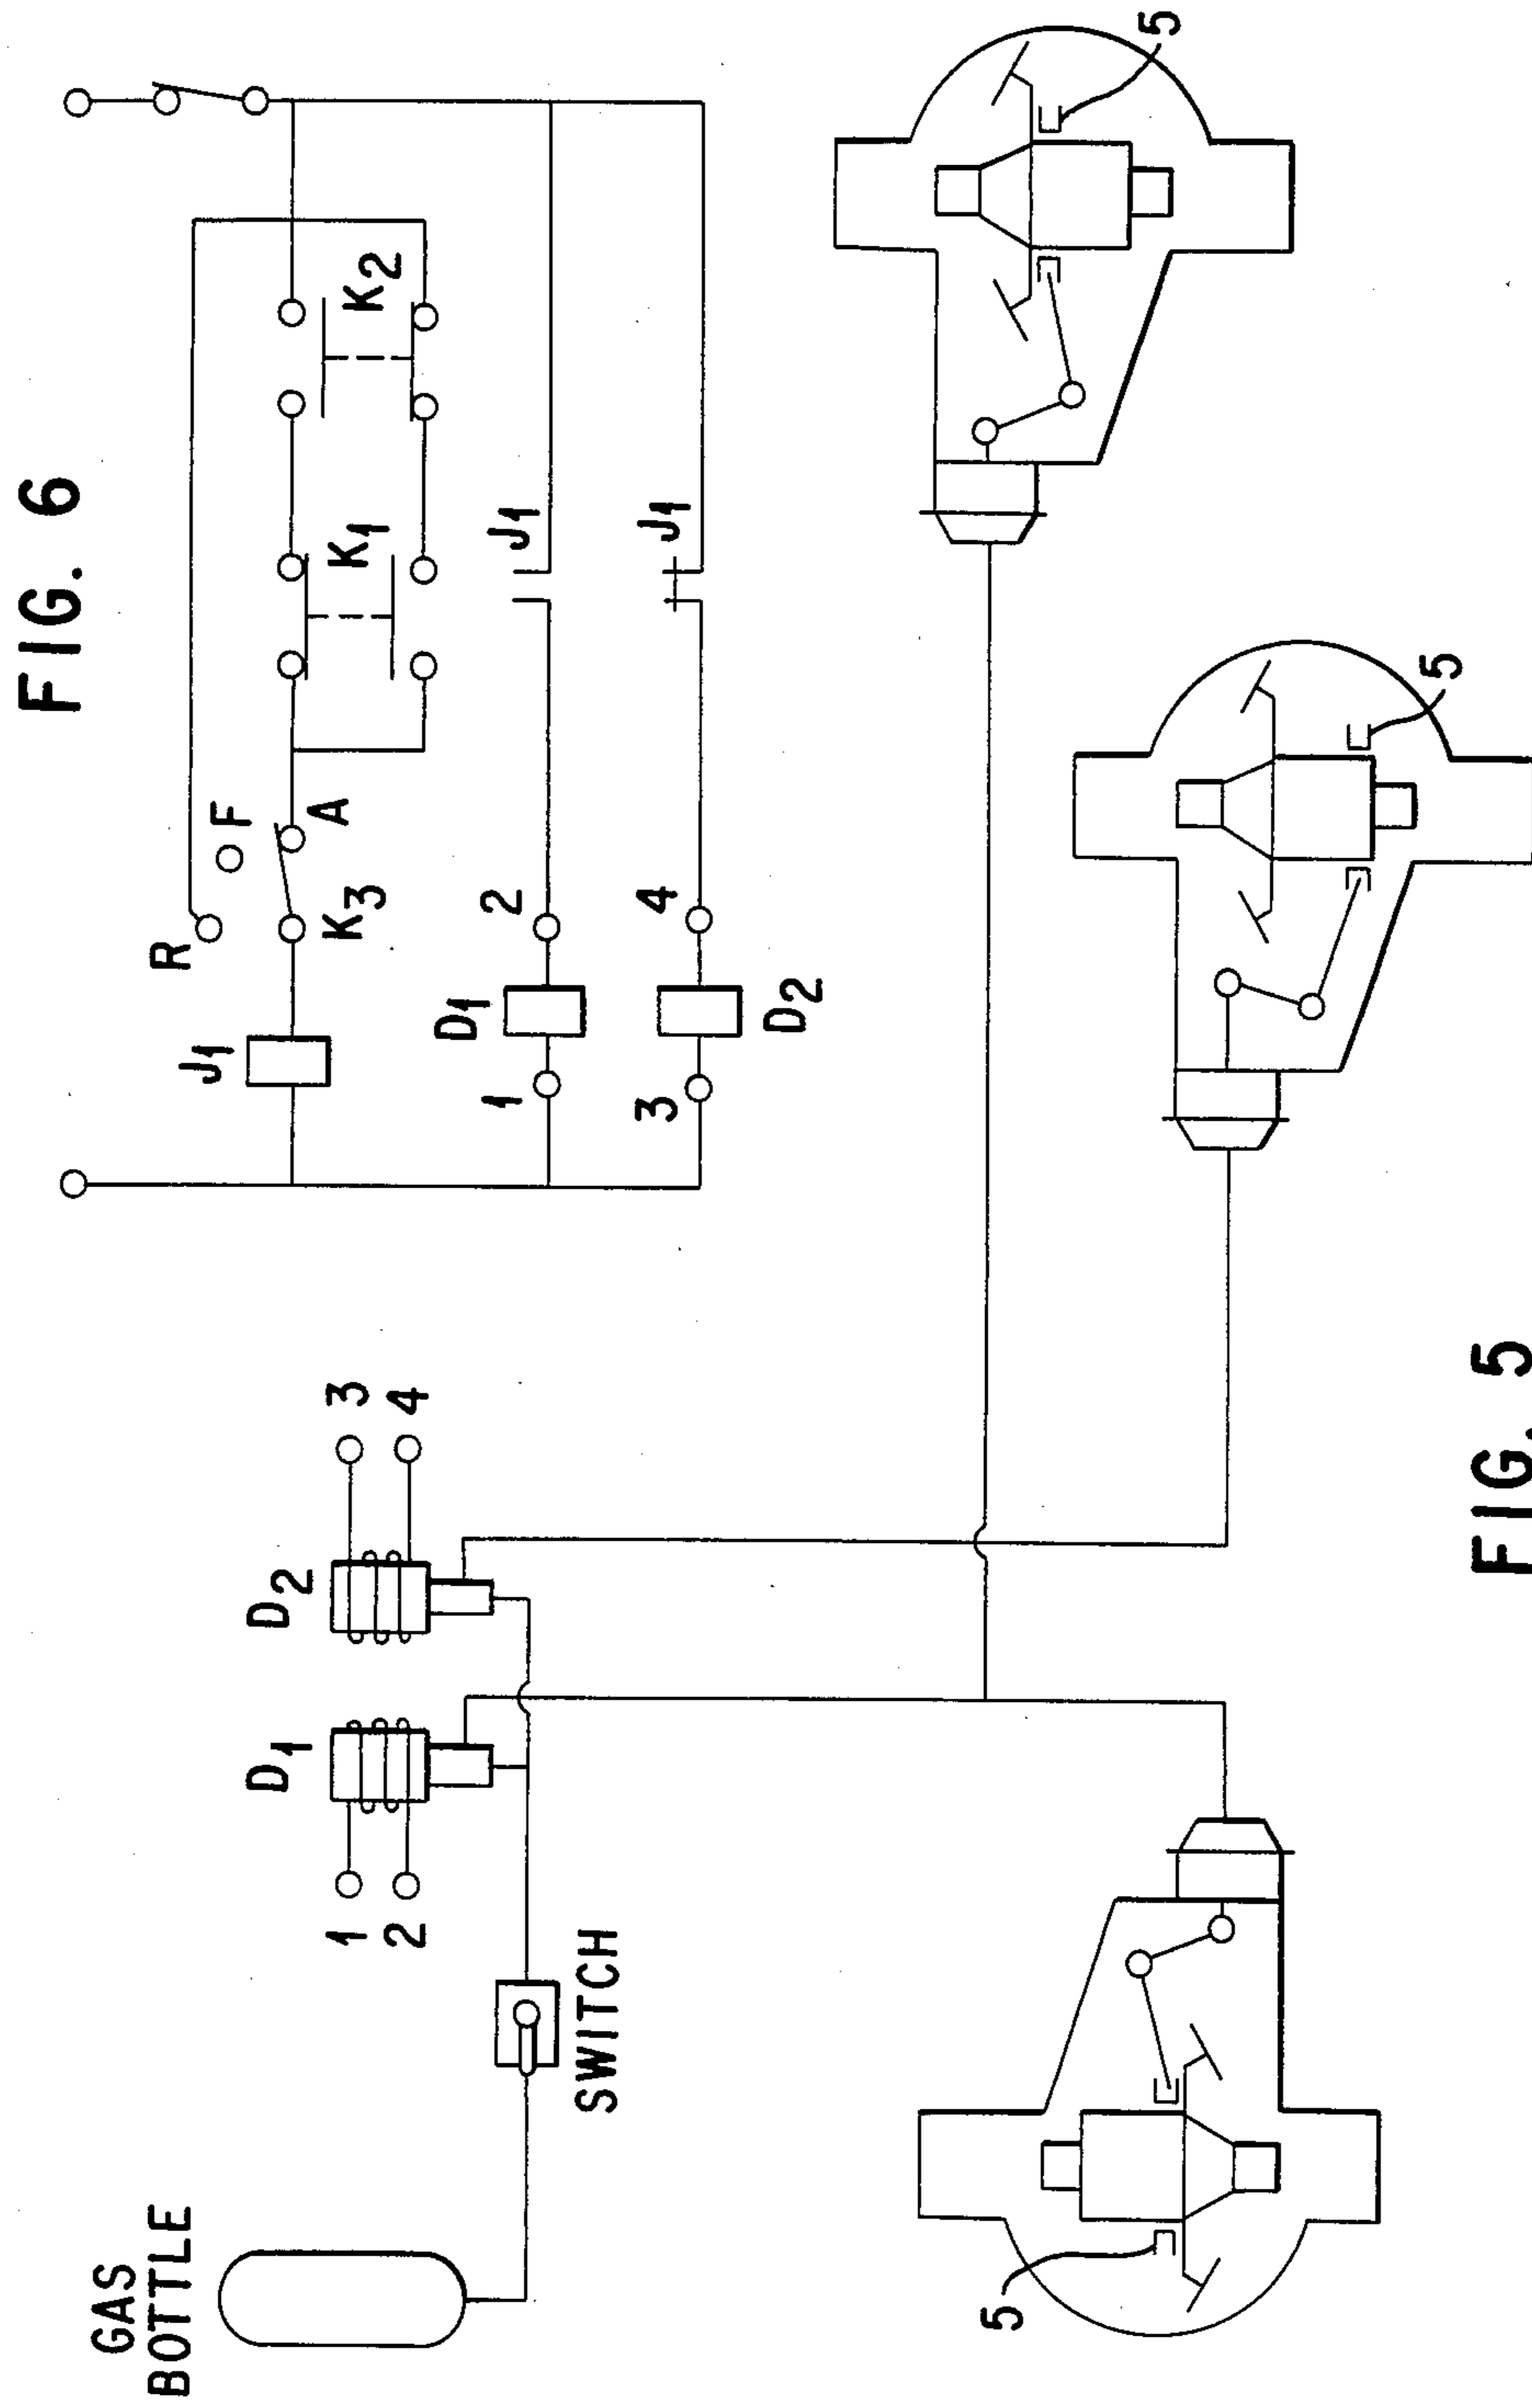 FIG. 6
R
F
A
K3
K1
K2
J1
D1
1
2
J1
D2
3
4
J1
GAS
BOTTLE
SWITCH
D1
1
2
D2
3
4
5
5
5
FIG. 5